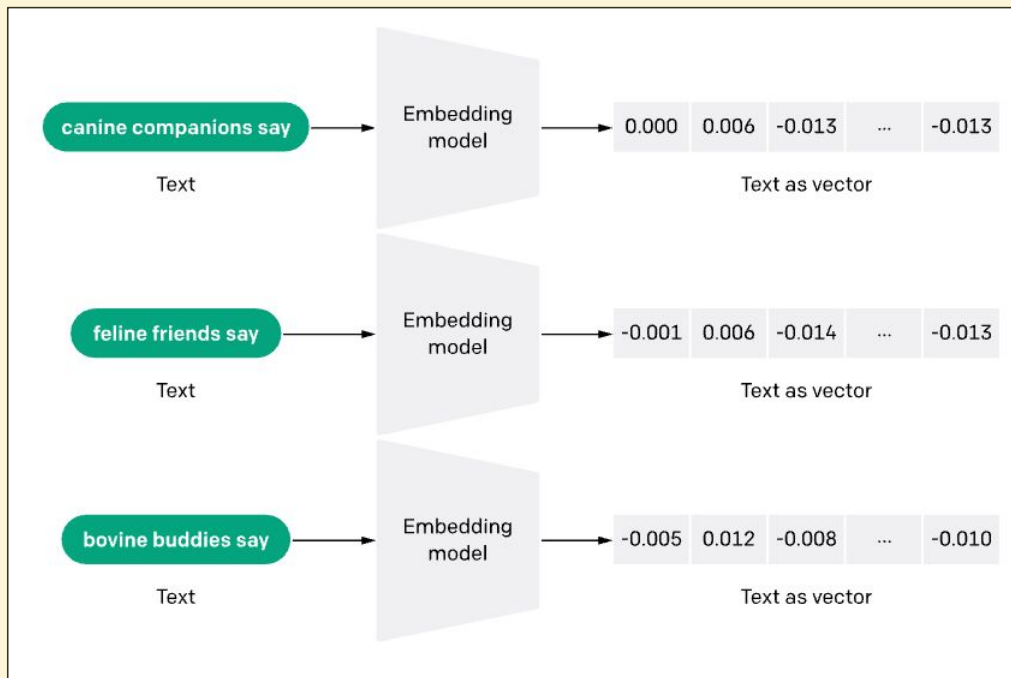 canine companions say
Embedding
model
0.000 0.006 -0.013 ... -0.013
Text
Text as vector
feline friends say
Embedding
model
-0.001 0.006 -0.014 ... -0.013
Text
Text as vector
bovine buddies say
Embedding
model
-0.005 0.012 -0.008 ... -0.010
Text
Text as vector